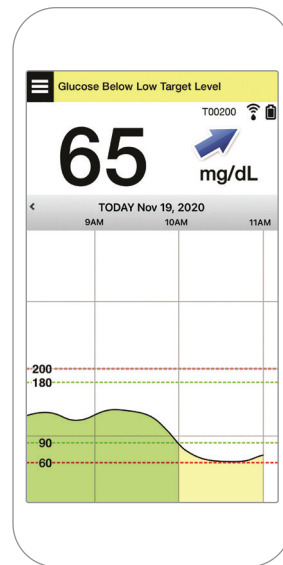 Glucose Below Low Target Level
T00200
65
mg/dL
TODAY Nov 19, 2020
9AM 10AM 11AM
200
180
90
60